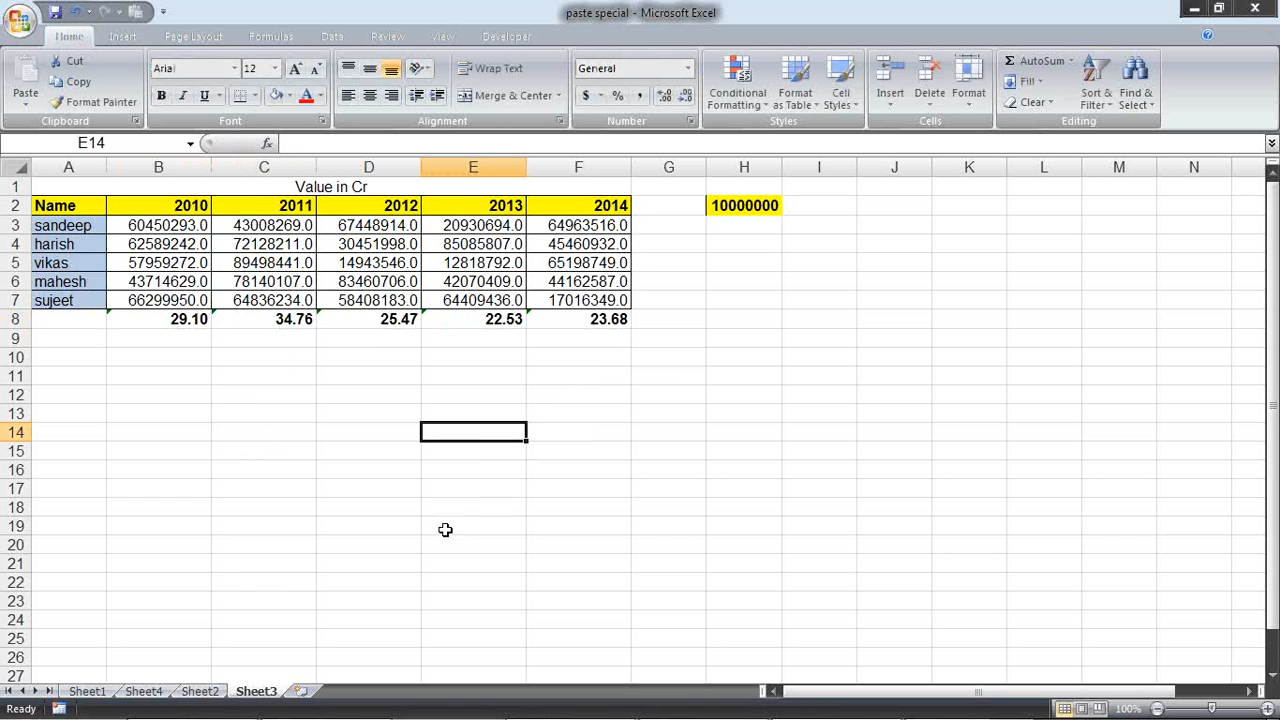 paste special - Microsoft Excel
Home Insert Page Layout Formulas Data Review View Developer
Paste Cut Copy Format Painter
Arial 12
B I U A
Wrap Text
Merge & Center
General
$ % ,
Conditional Formatting
Format as Table
Cell Styles
Insert Delete Format
Σ AutoSum
Fill
Clear
Sort & Filter
Find & Select
Clipboard Font Alignment Number Styles Cells Editing
E14 fx
A B C D E F G H I J K L M N
1 Value in Cr
2 Name 2010 2011 2012 2013 2014 10000000
3 sandeep 60450293.0 43008269.0 67448914.0 20930694.0 64963516.0
4 harish 62589242.0 72128211.0 30451998.0 85085807.0 45460932.0
5 vikas 57959272.0 89498441.0 14943546.0 12818792.0 65198749.0
6 mahesh 43714629.0 78140107.0 83460706.0 42070409.0 44162587.0
7 sujeet 66299950.0 64836234.0 58408183.0 64409436.0 17016349.0
8 29.10 34.76 25.47 22.53 23.68
9
10
11
12
13
14
15
16
17
18
19
20
21
22
23
24
25
26
27
Sheet1 Sheet4 Sheet2 Sheet3
Ready 100%